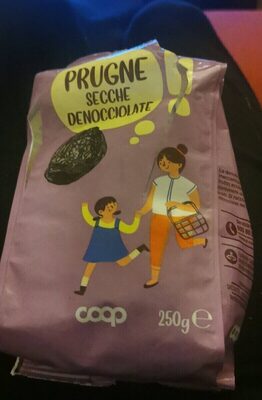 PRUGNE
SECCHE
DENOCCIOLATE
coop
250g e